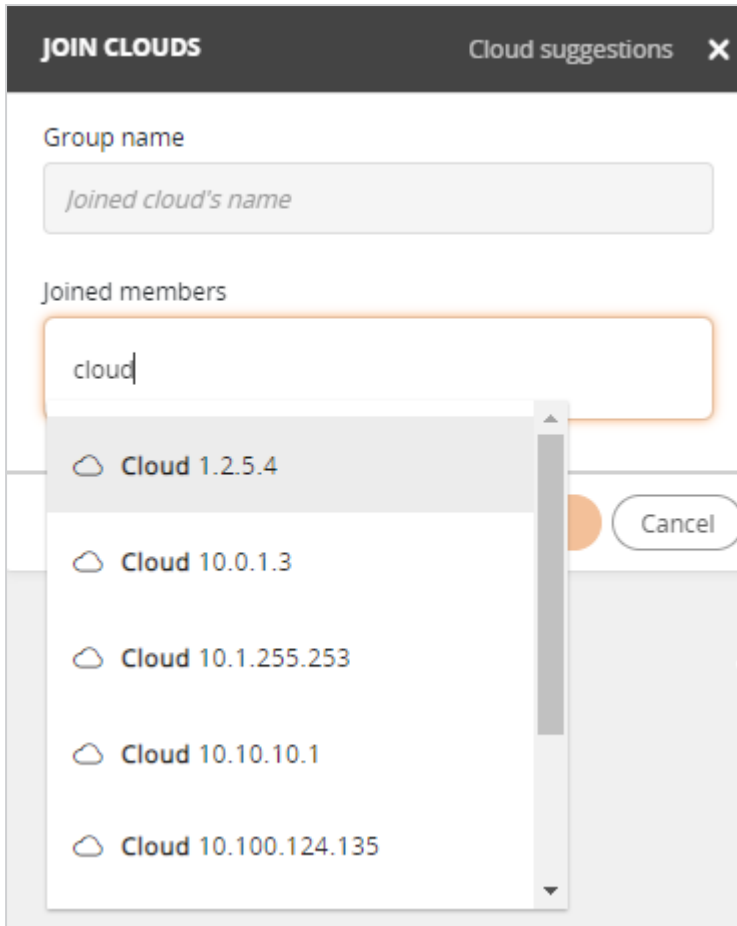 JOIN CLOUDS Cloud suggestions
Group name
Joined cloud's name
Joined members
cloud
Cloud 1.2.5.4
Cancel
Cloud 10.0.1.3
Cloud 10.1.255.253
Cloud 10.10.10.1
Cloud 10.100.124.135